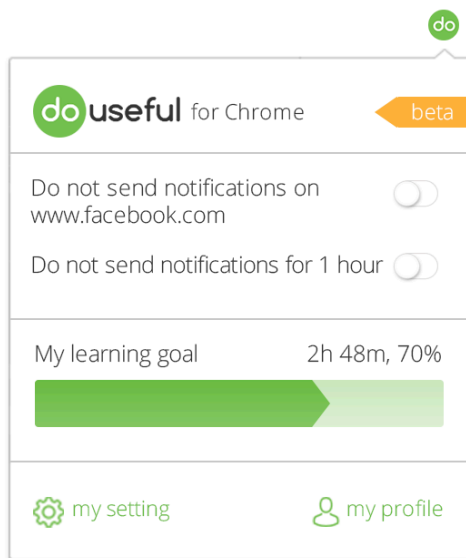 do
do useful for Chrome
beta
Do not send notifications on
www.facebook.com
Do not send notifications for 1 hour
My learning goal 2h 48m, 70%
my setting my profile